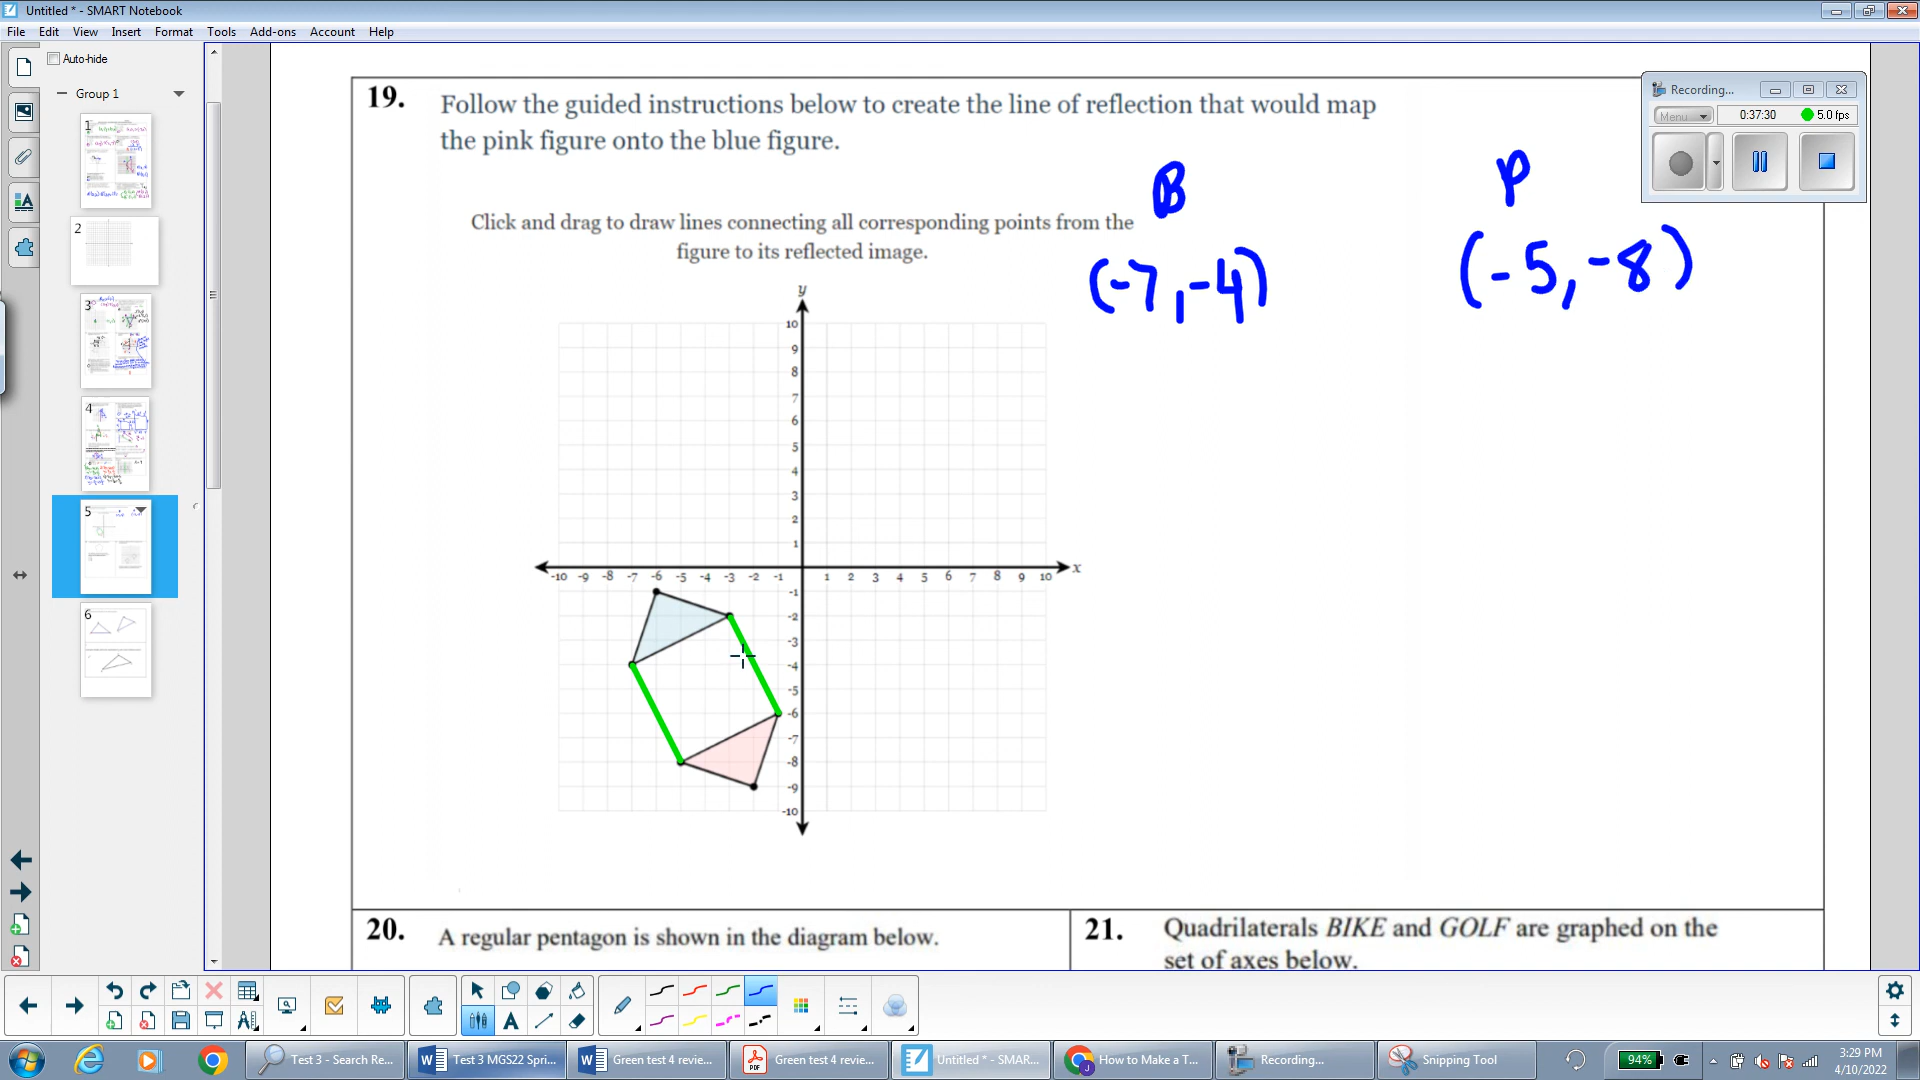 Untitled * - SMART Notebook
File Edit View Insert Format Tools Add-ons Account Help
Auto-hide
Group 1
1
2
3
4
5
6
19. Follow the guided instructions below to create the line of reflection that would map
the pink figure onto the blue figure.
Click and drag to draw lines connecting all corresponding points from the
figure to its reflected image.
B
P
(-7,-4)
(-5,-8)
Recording...
Menu
0:37:30
5.0 fps
y
10
9
8
7
6
5
4
3
2
1
-10 -9 -8 -7 -6 -5 -4 -3 -2 -1 1 2 3 4 5 6 7 8 9 10 x
-1
-2
-3
-4
-5
-6
-7
-8
-9
-10
20. A regular pentagon is shown in the diagram below.
21. Quadrilaterals BIKE and GOLF are graphed on the
set of axes below.
Test 3 - Search Re...
Test 3 MGS22 Spri...
Green test 4 revie...
Green test 4 revie...
Untitled * - SMAR...
How to Make a T...
Recording...
Snipping Tool
94%
3:29 PM
4/10/2022